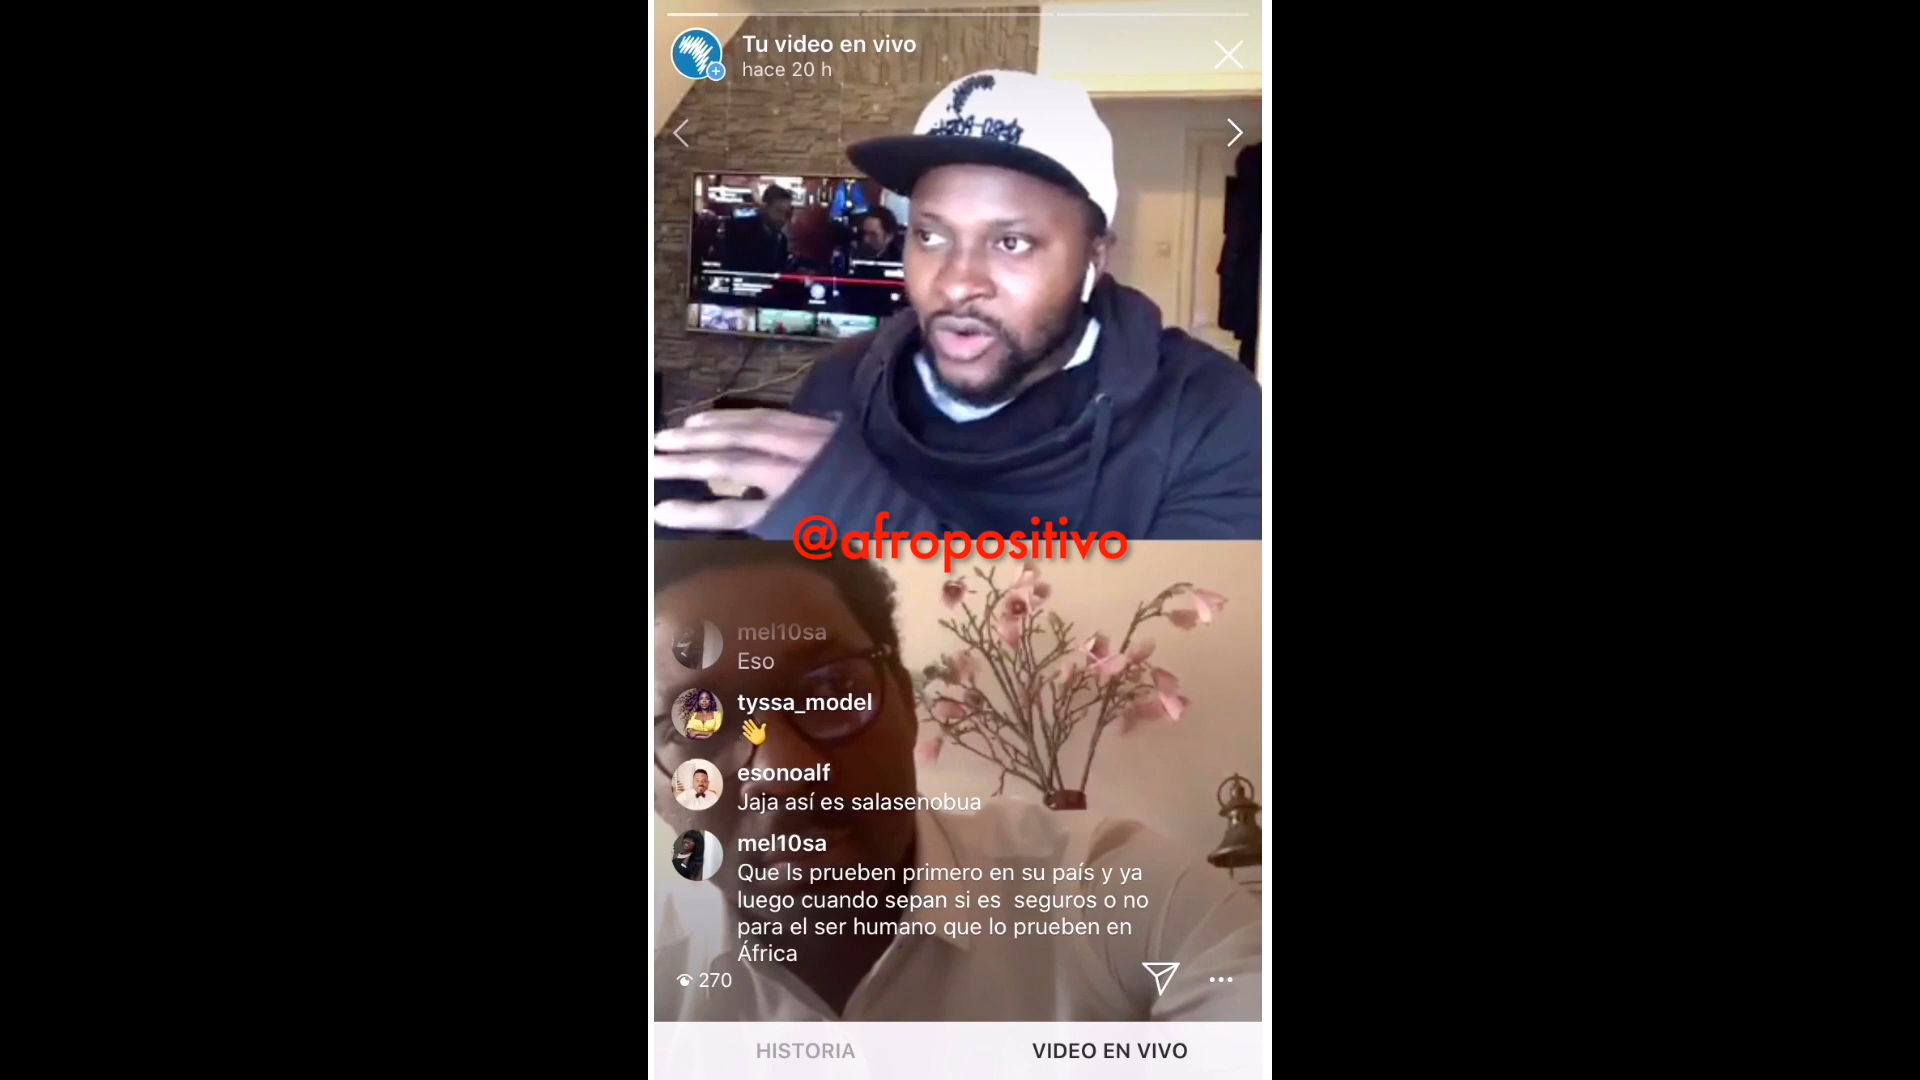 Tu video en vivo
hace 20 h
@afropositivo
mel10sa
Eso
tyssa_model
👋
esonoalf
Jaja así es salasenobua
mel10sa
Que ls prueben primero en su país y ya
luego cuando sepan si es seguros o no
para el ser humano que lo prueben en
África
270
HISTORIA
VIDEO EN VIVO